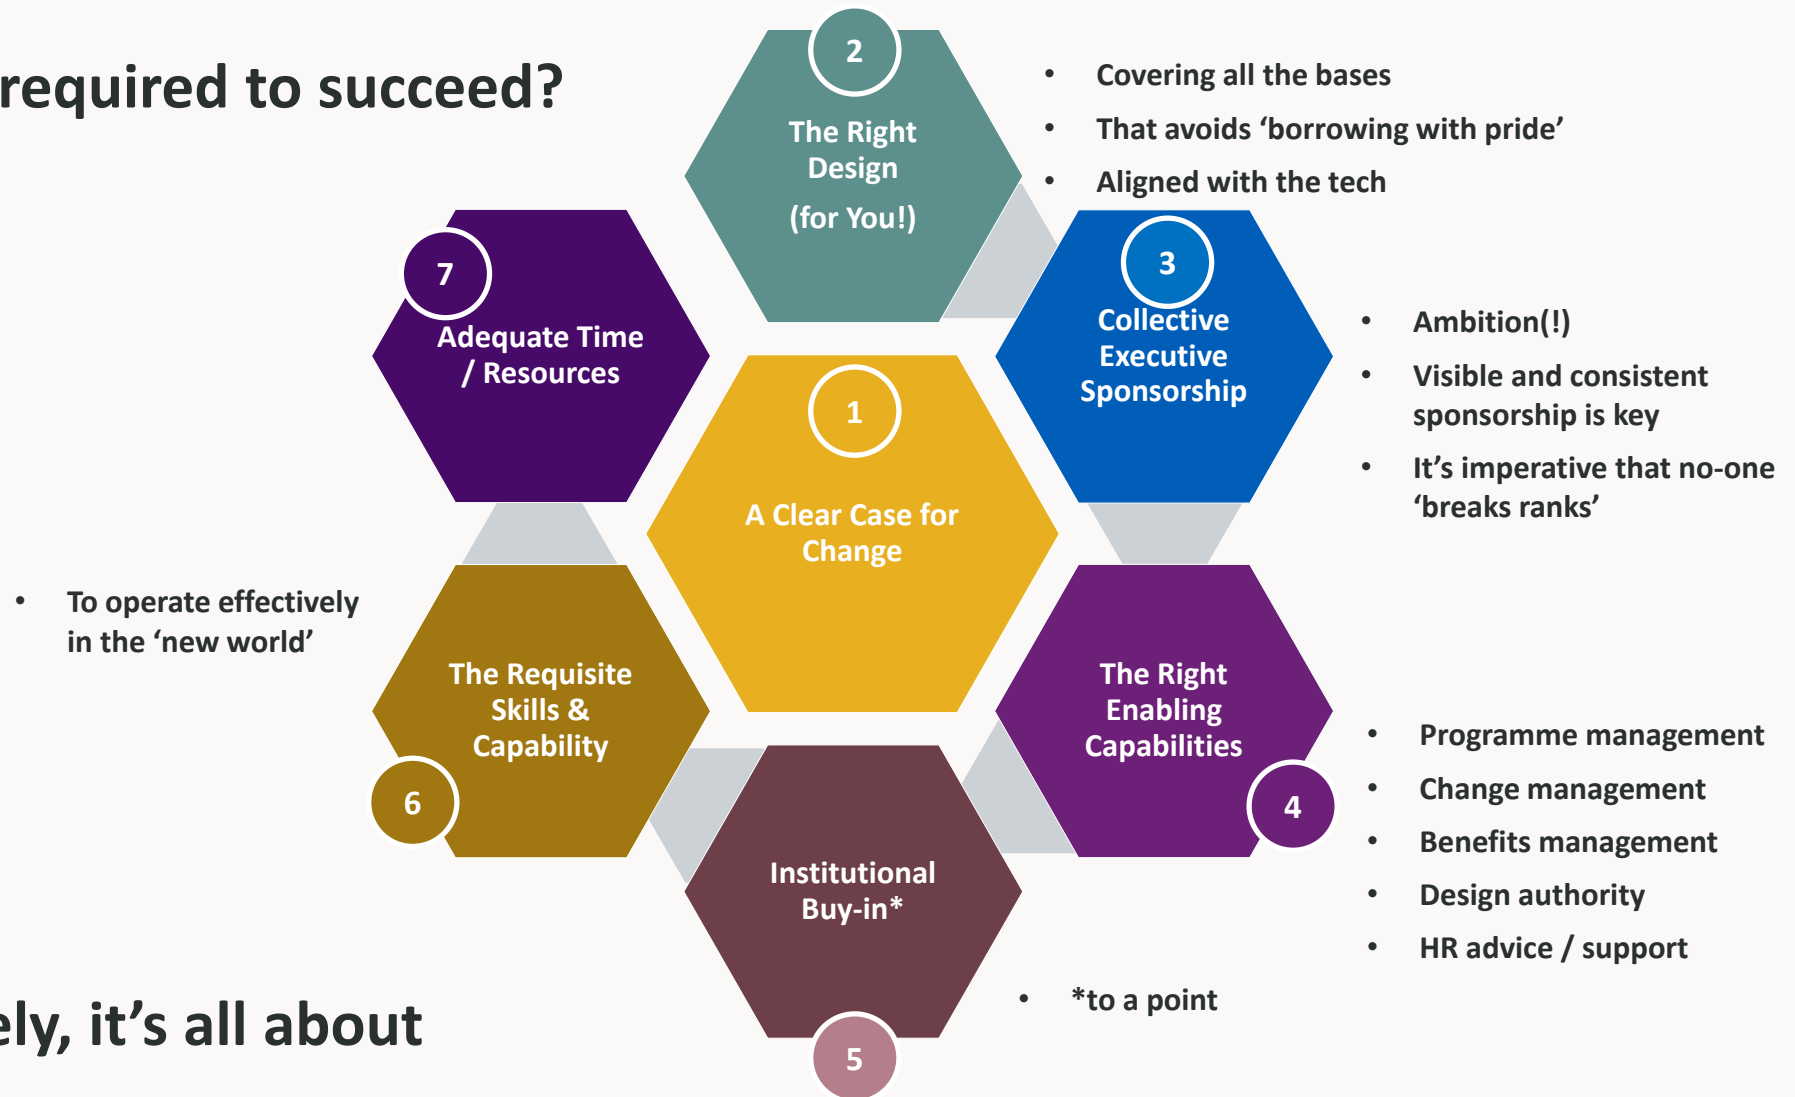 required to succeed?
2
The Right
Design
(for You!)
• Covering all the bases
• That avoids ‘borrowing with pride’
• Aligned with the tech
3
Collective
Executive
Sponsorship
• Ambition(!)
• Visible and consistent
sponsorship is key
• It’s imperative that no-one
‘breaks ranks’
7
Adequate Time
/ Resources
1
A Clear Case for
Change
• To operate effectively
in the ‘new world’
The Requisite
Skills &
Capability
6
The Right
Enabling
Capabilities
4
• Programme management
• Change management
• Benefits management
• Design authority
• HR advice / support
Institutional
Buy-in*
5
• *to a point
ely, it’s all about